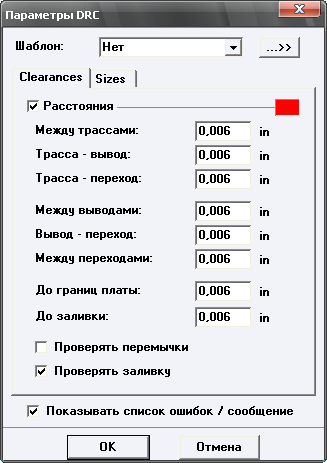 Параметры DRC
Шаблон: Нет ...>>
Clearances Sizes
Расстояния
Между трассами: 0,006 in
Трасса - вывод: 0,006 in
Трасса - переход: 0,006 in
Между выводами: 0,006 in
Вывод - переход: 0,006 in
Между переходами: 0,006 in
До границ платы: 0,006 in
До заливки: 0,006 in
Проверять перемычки
Проверять заливку
Показывать список ошибок / сообщение
OK Отмена